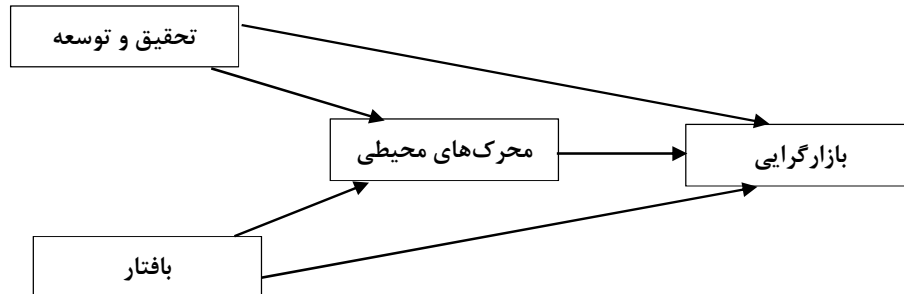 تحقیق و توسعه
محرک‌های محیطی
بازارگرایی
بافتار